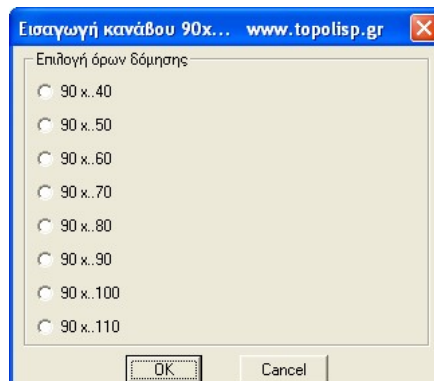 Εισαγωγή κανάβου 90x... www.topolisp.gr
Επιλογή όρων δόμησης
90 x..40
90 x..50
90 x..60
90 x..70
90 x..80
90 x..90
90 x..100
90 x..110
OK Cancel